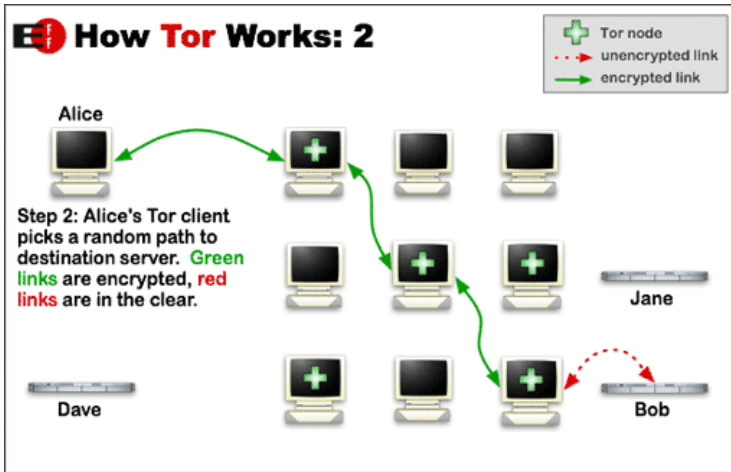 EFF How Tor Works: 2
Tor node
unencrypted link
encrypted link
Alice
Step 2: Alice's Tor client
picks a random path to
destination server. Green
links are encrypted, red
links are in the clear.
Jane
Dave
Bob